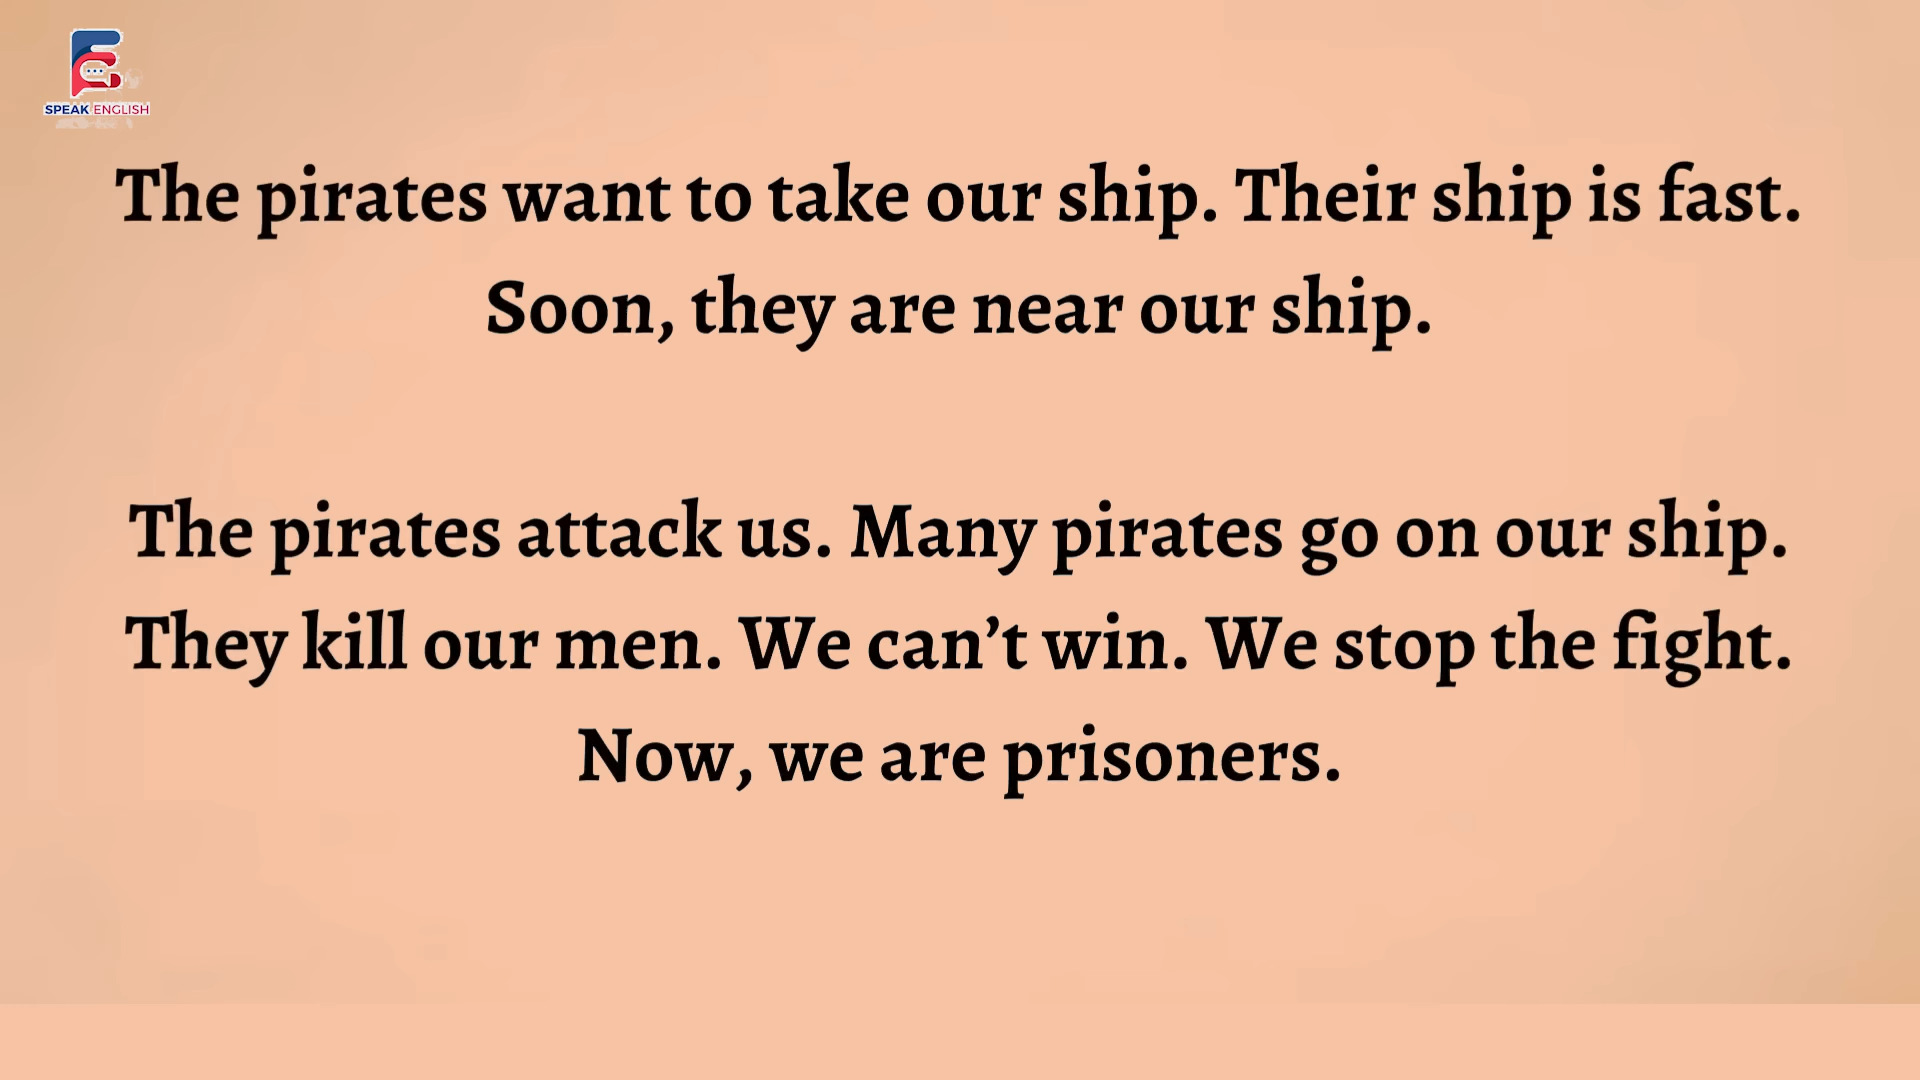 SPEAK ENGLISH
The pirates want to take our ship. Their ship is fast.
Soon, they are near our ship.
The pirates attack us. Many pirates go on our ship.
They kill our men. We can’t win. We stop the fight.
Now, we are prisoners.